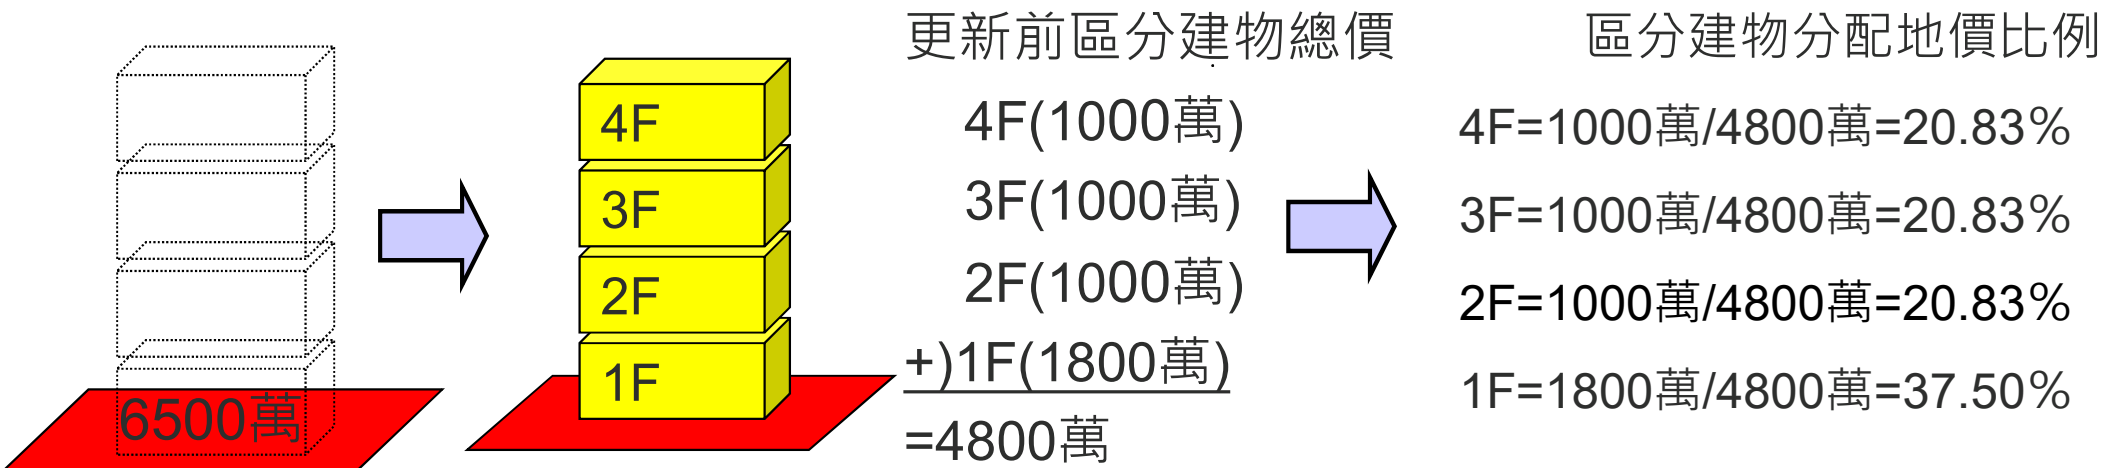 6500萬
4F
3F
2F
1F
更新前區分建物總價
4F(1000萬)
3F(1000萬)
2F(1000萬)
+)1F(1800萬)
=4800萬
區分建物分配地價比例
4F=1000萬/4800萬=20.83%
3F=1000萬/4800萬=20.83%
2F=1000萬/4800萬=20.83%
1F=1800萬/4800萬=37.50%